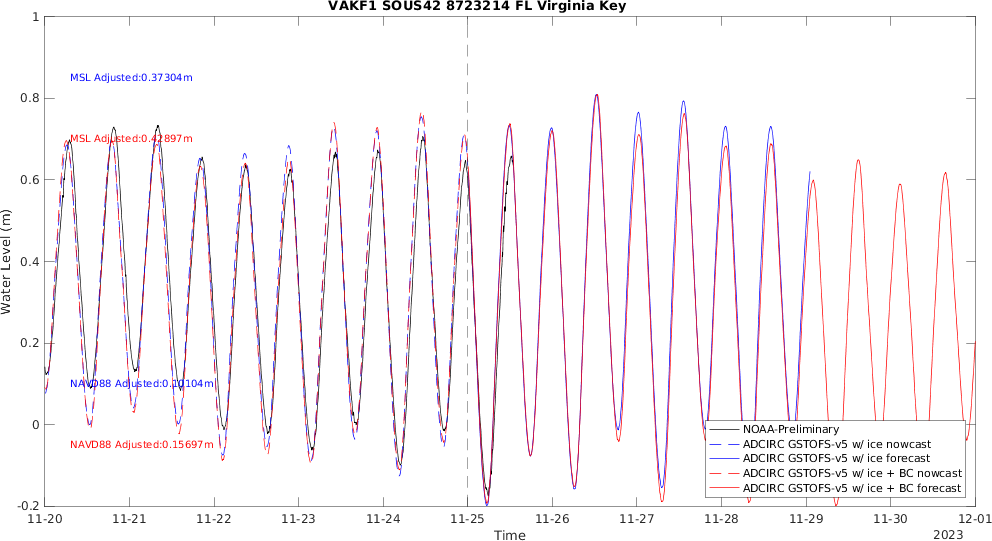 VAKF1 SOUS42 8723214 FL Virginia Key
1
0.8
0.6
0.4
0.2
0
-0.2
Water Level (m)
MSL Adjusted:0.37304m
MSL Adjusted:0.42897m
NAVD88 Adjusted:0.10104m
NAVD88 Adjusted:0.15697m
NOAA-Preliminary
ADCIRC GSTOFS-v5 w/ ice nowcast
ADCIRC GSTOFS-v5 w/ ice forecast
ADCIRC GSTOFS-v5 w/ ice + BC nowcast
ADCIRC GSTOFS-v5 w/ ice + BC forecast
11-20 11-21 11-22 11-23 11-24 11-25 11-26 11-27 11-28 11-29 11-30 12-01
Time
2023